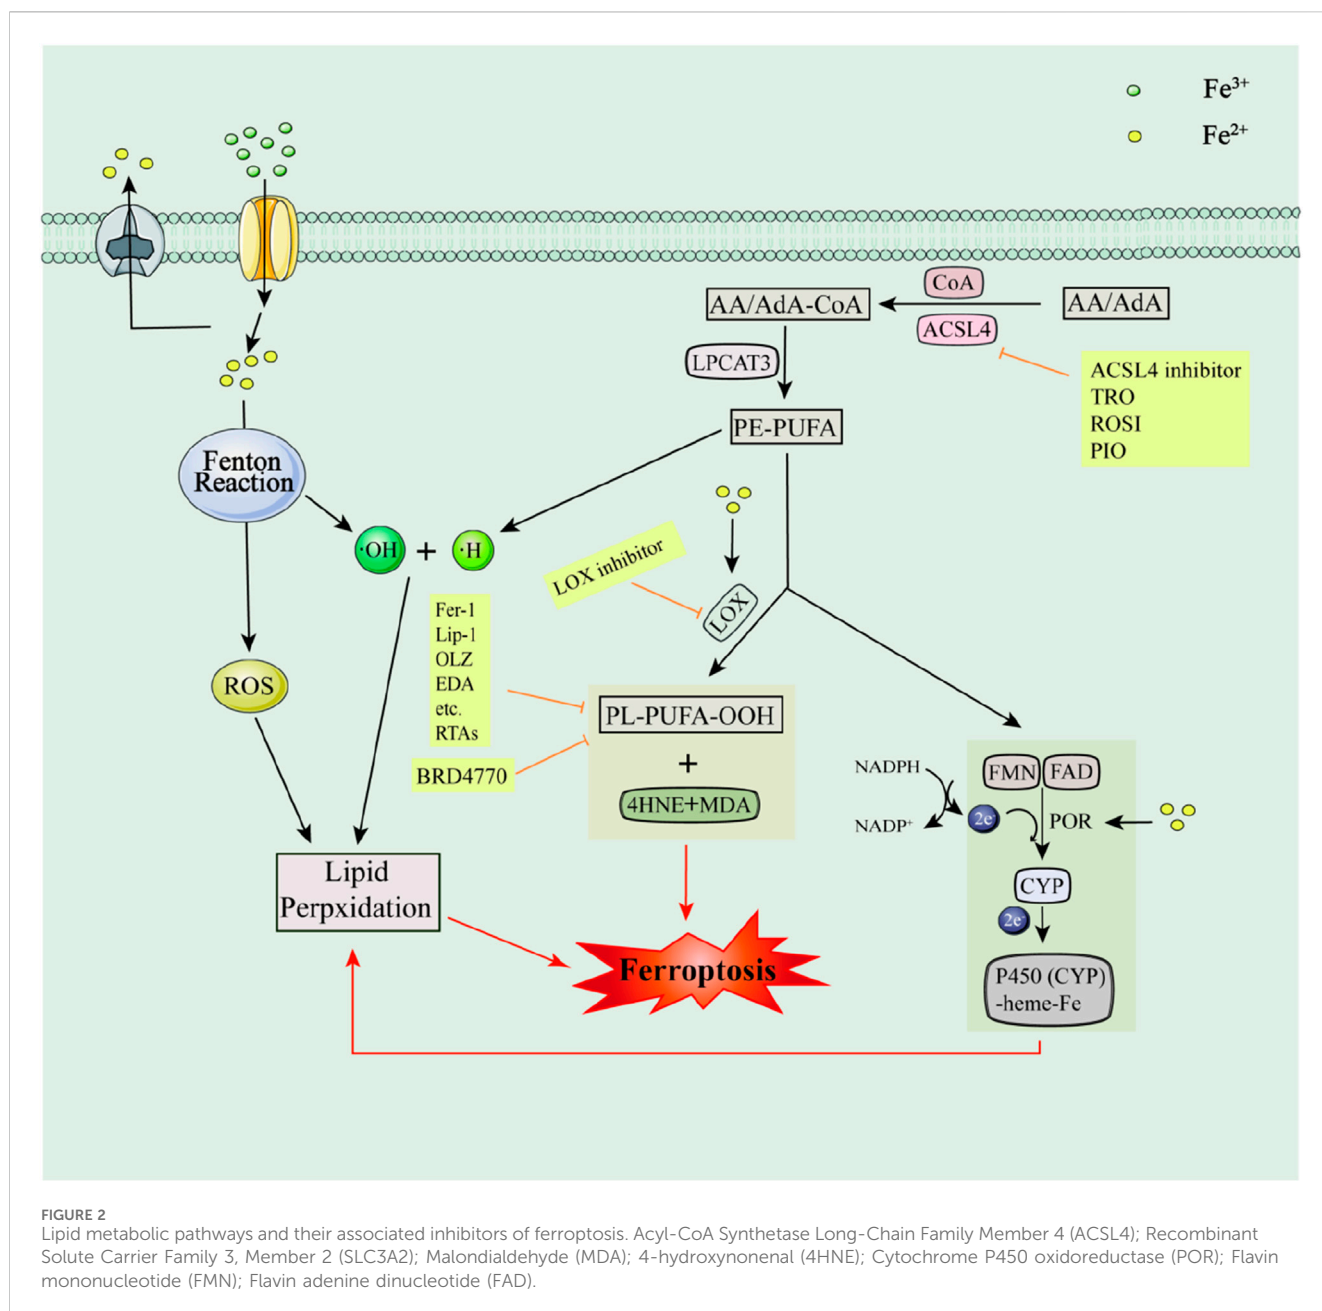 Fe³⁺
Fe²⁺
CoA
AA/AdA-CoA
AA/AdA
ACSL4
LPCAT3
ACSL4 inhibitor
TRO
ROSI
PIO
PE-PUFA
Fenton
Reaction
·OH + ·H
LOX inhibitor
LOX
Fer-1
Lip-1
OLZ
EDA
etc.
RTAs
BRD4770
ROS
PL-PUFA-OOH
+
4HNE+MDA
NADPH
NADP⁺
FMN
FAD
2e⁻
POR
CYP
2e⁻
P450 (CYP)
-heme-Fe
Lipid
Perpxidation
Ferroptosis
FIGURE 2
Lipid metabolic pathways and their associated inhibitors of ferroptosis. Acyl-CoA Synthetase Long-Chain Family Member 4 (ACSL4); Recombinant
Solute Carrier Family 3, Member 2 (SLC3A2); Malondialdehyde (MDA); 4-hydroxynonenal (4HNE); Cytochrome P450 oxidoreductase (POR); Flavin
mononucleotide (FMN); Flavin adenine dinucleotide (FAD).